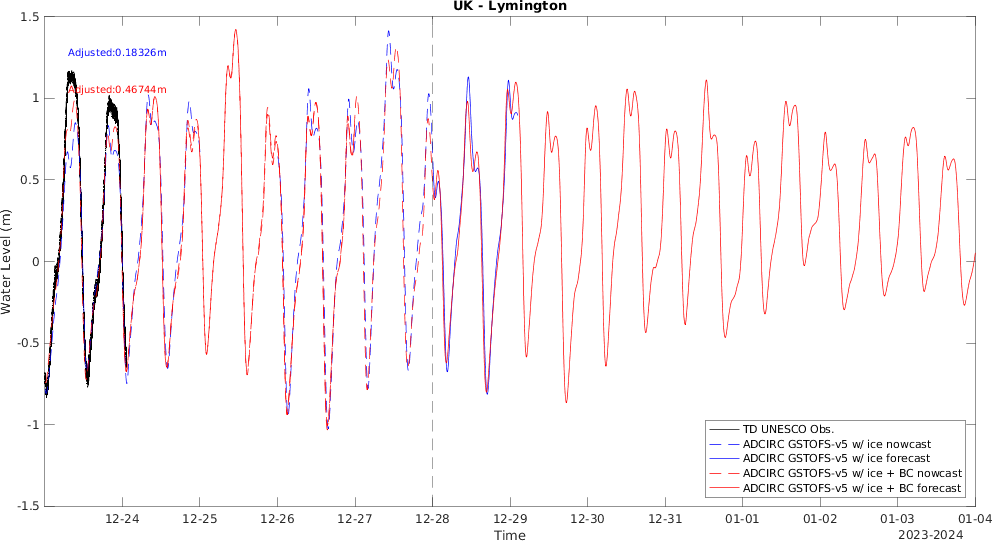 UK - Lymington
1.5
1
0.5
0
-0.5
-1
-1.5
Water Level (m)
Adjusted:0.18326m
Adjusted:0.46744m
TD UNESCO Obs.
ADCIRC GSTOFS-v5 w/ ice nowcast
ADCIRC GSTOFS-v5 w/ ice forecast
ADCIRC GSTOFS-v5 w/ ice + BC nowcast
ADCIRC GSTOFS-v5 w/ ice + BC forecast
12-24 12-25 12-26 12-27 12-28 12-29 12-30 12-31 01-01 01-02 01-03 01-04
Time
2023-2024